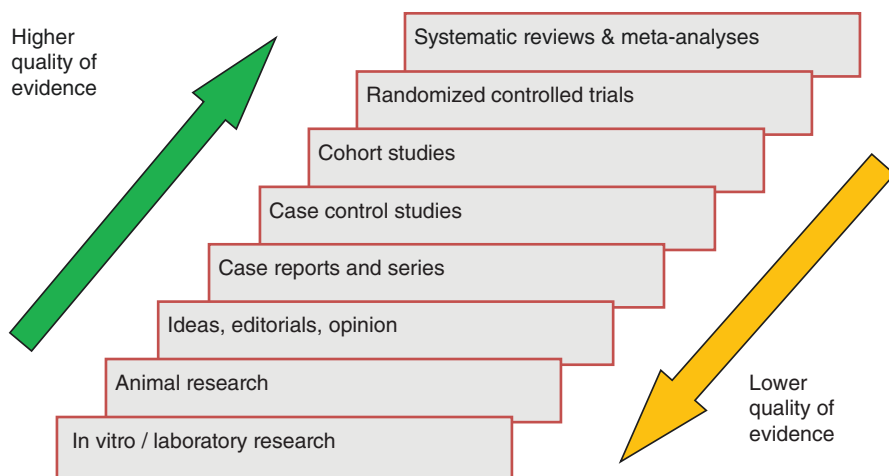 Higher
quality of
evidence
Systematic reviews & meta-analyses
Randomized controlled trials
Cohort studies
Case control studies
Case reports and series
Ideas, editorials, opinion
Animal research
In vitro / laboratory research
Lower
quality of
evidence